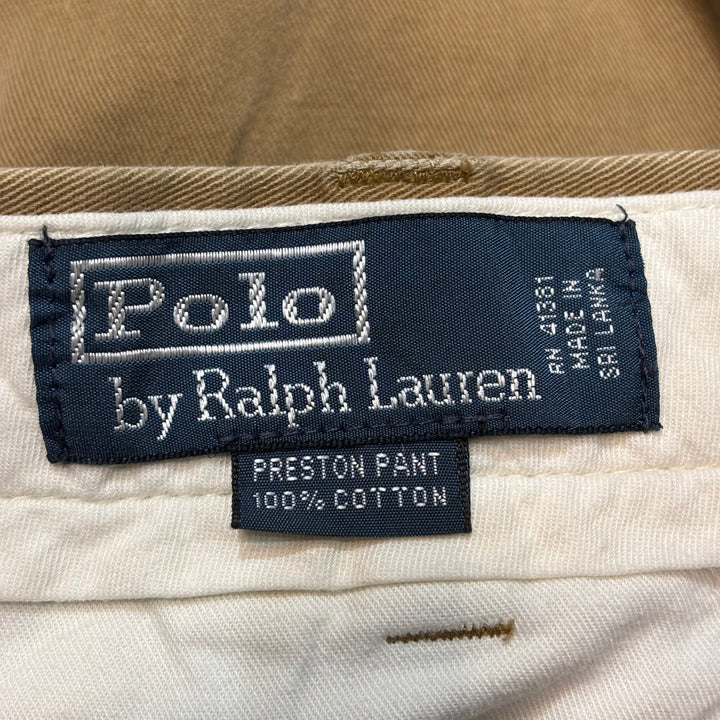 Polo
by Ralph Lauren
RN 41381
MADE IN
SRI LANKA
PRESTON PANT
100% COTTON